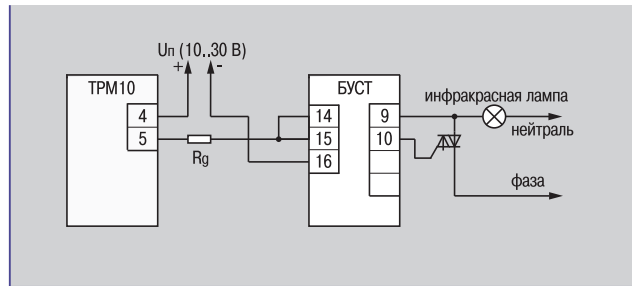 Uп (10..30 В)
+ -
ТРМ10
БУСТ
4
5
Rg
14
15
16
9
10
инфракрасная лампа
нейтраль
фаза